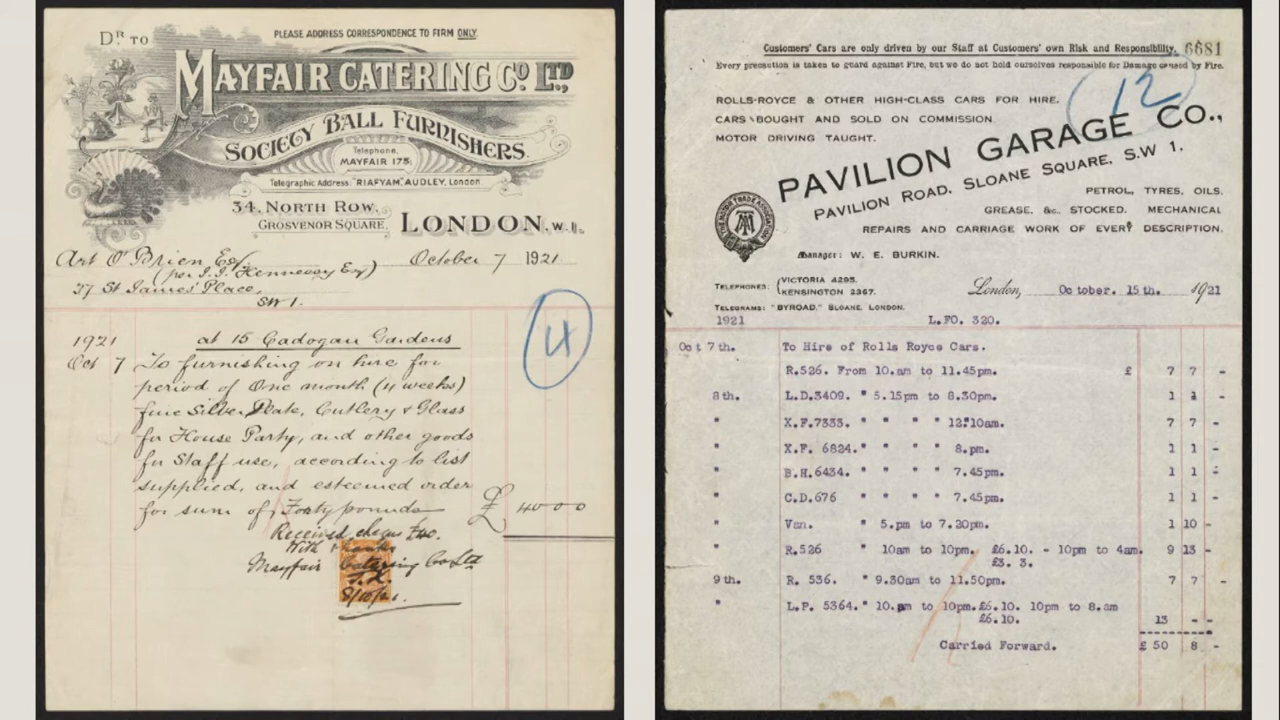 Dr. TO
PLEASE ADDRESS CORRESPONDENCE TO FIRM ONLY.
MAYFAIR CATERING Co. LTD.,
SOCIETY BALL FURNISHERS.
Telephone,
MAYFAIR 175.
Telegraphic Address, "RIAFYAM," AUDLEY, London.
34, NORTH ROW,
GROSVENOR SQUARE, LONDON, W.1.
Art O'Brien Esq October 7 1921
(per J.J. Hennessy Esq)
37 St James' Place,
SW1.
4
1921 at 15 Cadogan Gardens
Oct 7 To furnishing on hire for
period of One month (4 weeks)
fine Silver Plate, Cutlery & Glass
for House Party, and other goods
for Staff use, according to list
supplied, and esteemed order
for sum of, Forty pounds £ 40 0 0
Received cheque £40.
With thanks
Mayfair Catering Co Ltd
8/10/21.
Customers' Cars are only driven by our Staff at Customers' own Risk and Responsibility. 6681
Every precaution is taken to guard against Fire, but we do not hold ourselves responsible for Damage caused by Fire.
12
ROLLS-ROYCE & OTHER HIGH-CLASS CARS FOR HIRE.
CARS BOUGHT AND SOLD ON COMMISSION
MOTOR DRIVING TAUGHT.
PAVILION GARAGE CO.,
PAVILION ROAD, SLOANE SQUARE, S.W 1.
PETROL, TYRES, OILS,
GREASE, &c. STOCKED. MECHANICAL
REPAIRS AND CARRIAGE WORK OF EVERY DESCRIPTION.
Manager: W. E. BURKIN.
TELEPHONES: {VICTORIA 4295.
KENSINGTON 2367.
TELEGRAMS: "BYROAD." SLOANE, LONDON.
London, October. 15th. 1921
1921 L.FO. 320.
Oct 7th. To Hire of Rolls Royce Cars.
R.526. From 10.am to 11.45pm. £ 7 7 -
8th. L.D.3409. " 5.15pm to 8.30pm. 1 1 -
" X.F.7333. " " " 12.10am. 7 7 -
" X.F. 6824. " " " 8.pm. 1 1 -
" B.H.6434. " " " 7.45pm. 1 1 -
" C.D.676 " " " 7.45pm. 1 1 -
" Van. " 5.pm to 7.20pm. 1 10 -
" R.526 " 10am to 10pm. £6.10. - 10pm to 4am. 9 13 -
£3. 3.
9th. R. 536. " 9.30am to 11.50pm. 7 7 -
" L.P. 5364. " 10.am to 10pm. £6.10. 10pm to 8.am
£6.10. 13 - -
Carried Forward. £ 50 8 -